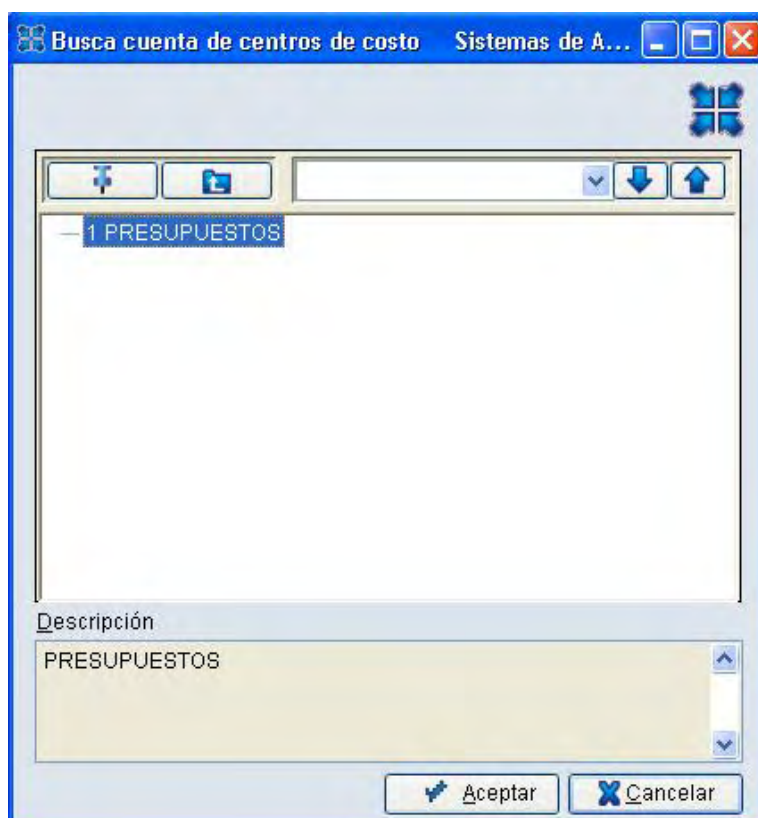 Busca cuenta de centros de costo Sistemas de A...
1 PRESUPUESTOS
Descripción
PRESUPUESTOS
Aceptar Cancelar